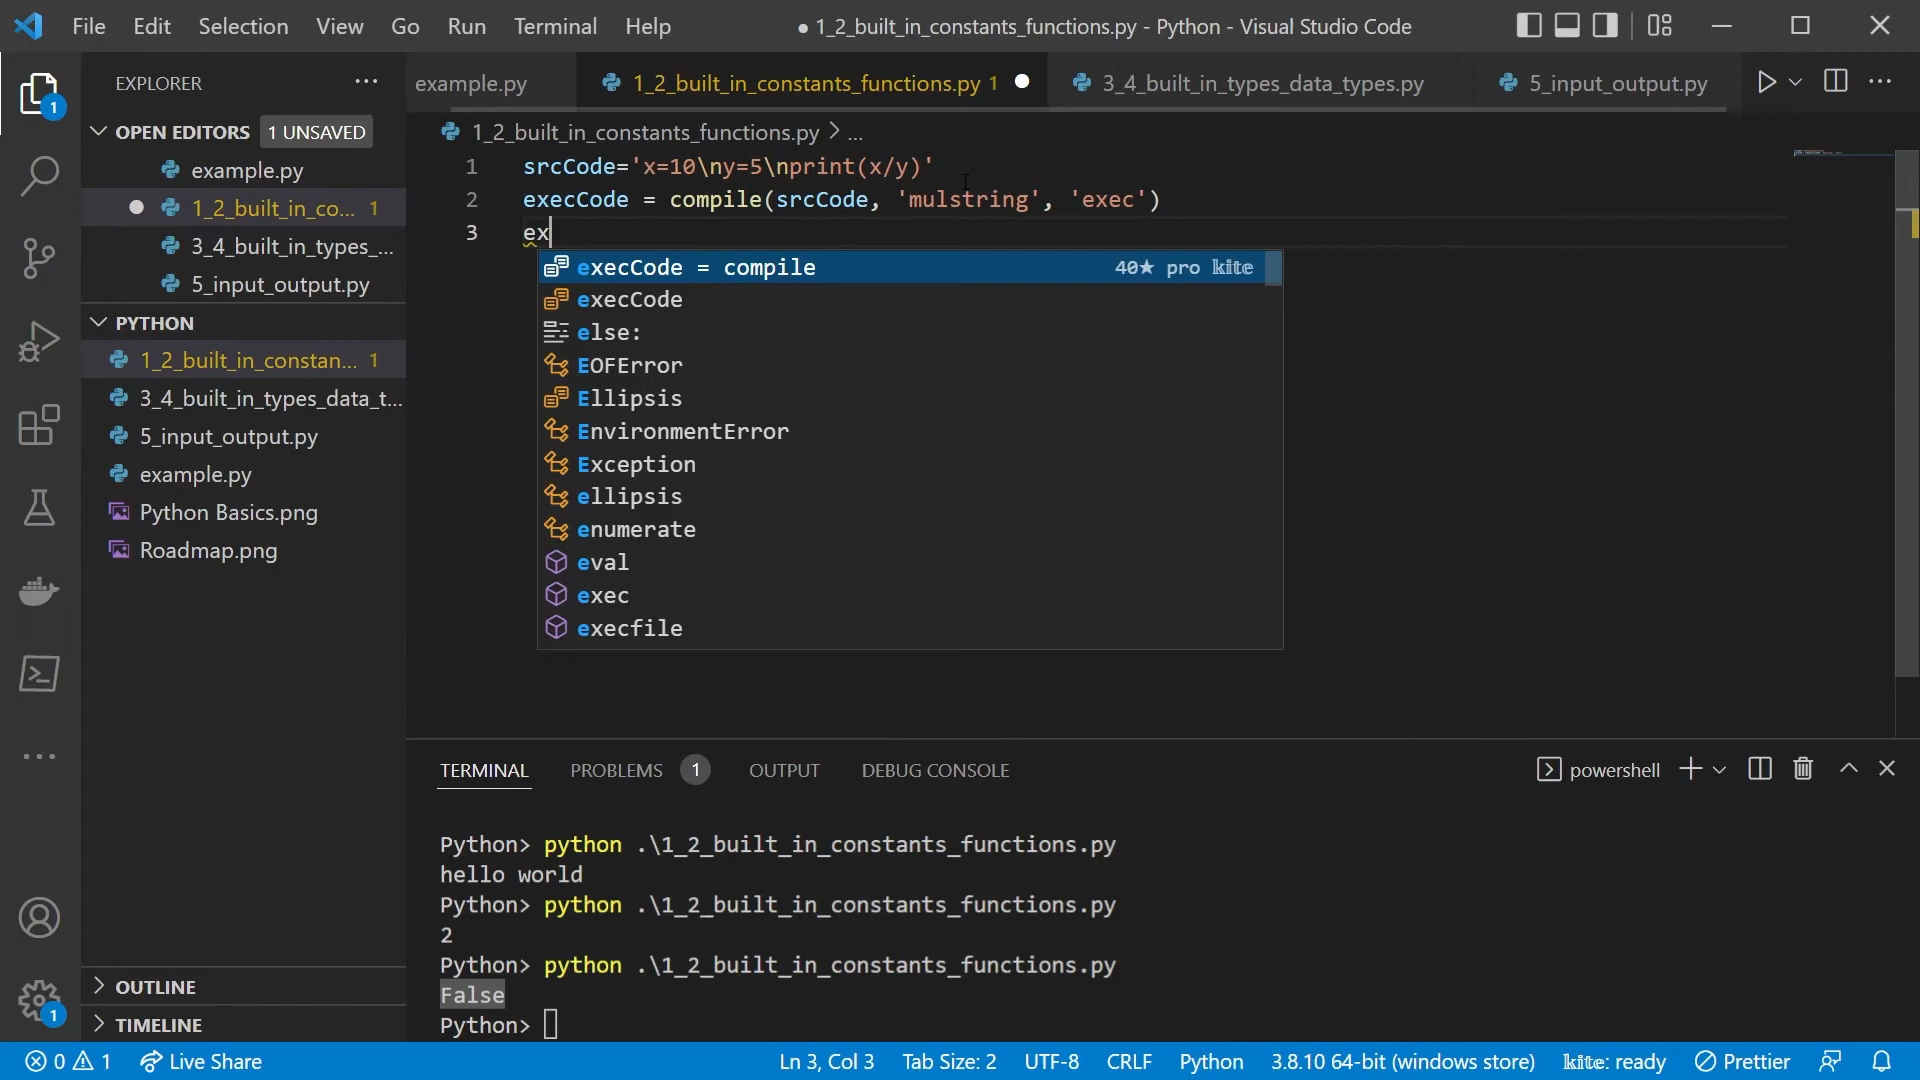 File Edit Selection View Go Run Terminal Help
● 1_2_built_in_constants_functions.py - Python - Visual Studio Code
1
EXPLORER ...
OPEN EDITORS 1 UNSAVED
example.py
1_2_built_in_co... 1
3_4_built_in_types_...
5_input_output.py
PYTHON
1_2_built_in_constan... 1
3_4_built_in_types_data_t...
5_input_output.py
example.py
Python Basics.png
Roadmap.png
OUTLINE
TIMELINE
1
example.py 1_2_built_in_constants_functions.py 1 3_4_built_in_types_data_types.py 5_input_output.py
1_2_built_in_constants_functions.py > ...
1 srcCode='x=10\ny=5\nprint(x/y)'
2 execCode = compile(srcCode, 'mulstring', 'exec')
3 ex
execCode = compile 40★ pro kite
execCode
else:
EOFError
Ellipsis
EnvironmentError
Exception
ellipsis
enumerate
eval
exec
execfile
TERMINAL PROBLEMS 1 OUTPUT DEBUG CONSOLE powershell
Python> python .\1_2_built_in_constants_functions.py
hello world
Python> python .\1_2_built_in_constants_functions.py
2
Python> python .\1_2_built_in_constants_functions.py
False
Python>
0 1 Live Share Ln 3, Col 3 Tab Size: 2 UTF-8 CRLF Python 3.8.10 64-bit (windows store) kite: ready Prettier